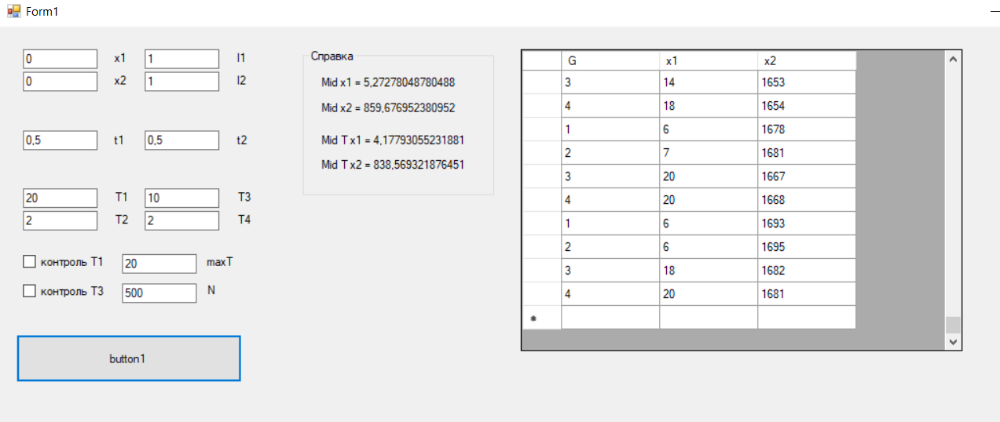 Form1
0 x1 1 l1
0 x2 1 l2
0,5 t1 0,5 t2
20 T1 10 T3
2 T2 2 T4
контроль T1 20 maxT
контроль T3 500 N
button1
Справка
Mid x1 = 5,27278048780488
Mid x2 = 859,676952380952
Mid T x1 = 4,17793055231881
Mid T x2 = 838,569321876451
G x1 x2
3 14 1653
4 18 1654
1 6 1678
2 7 1681
3 20 1667
4 20 1668
1 6 1693
2 6 1695
3 18 1682
4 20 1681